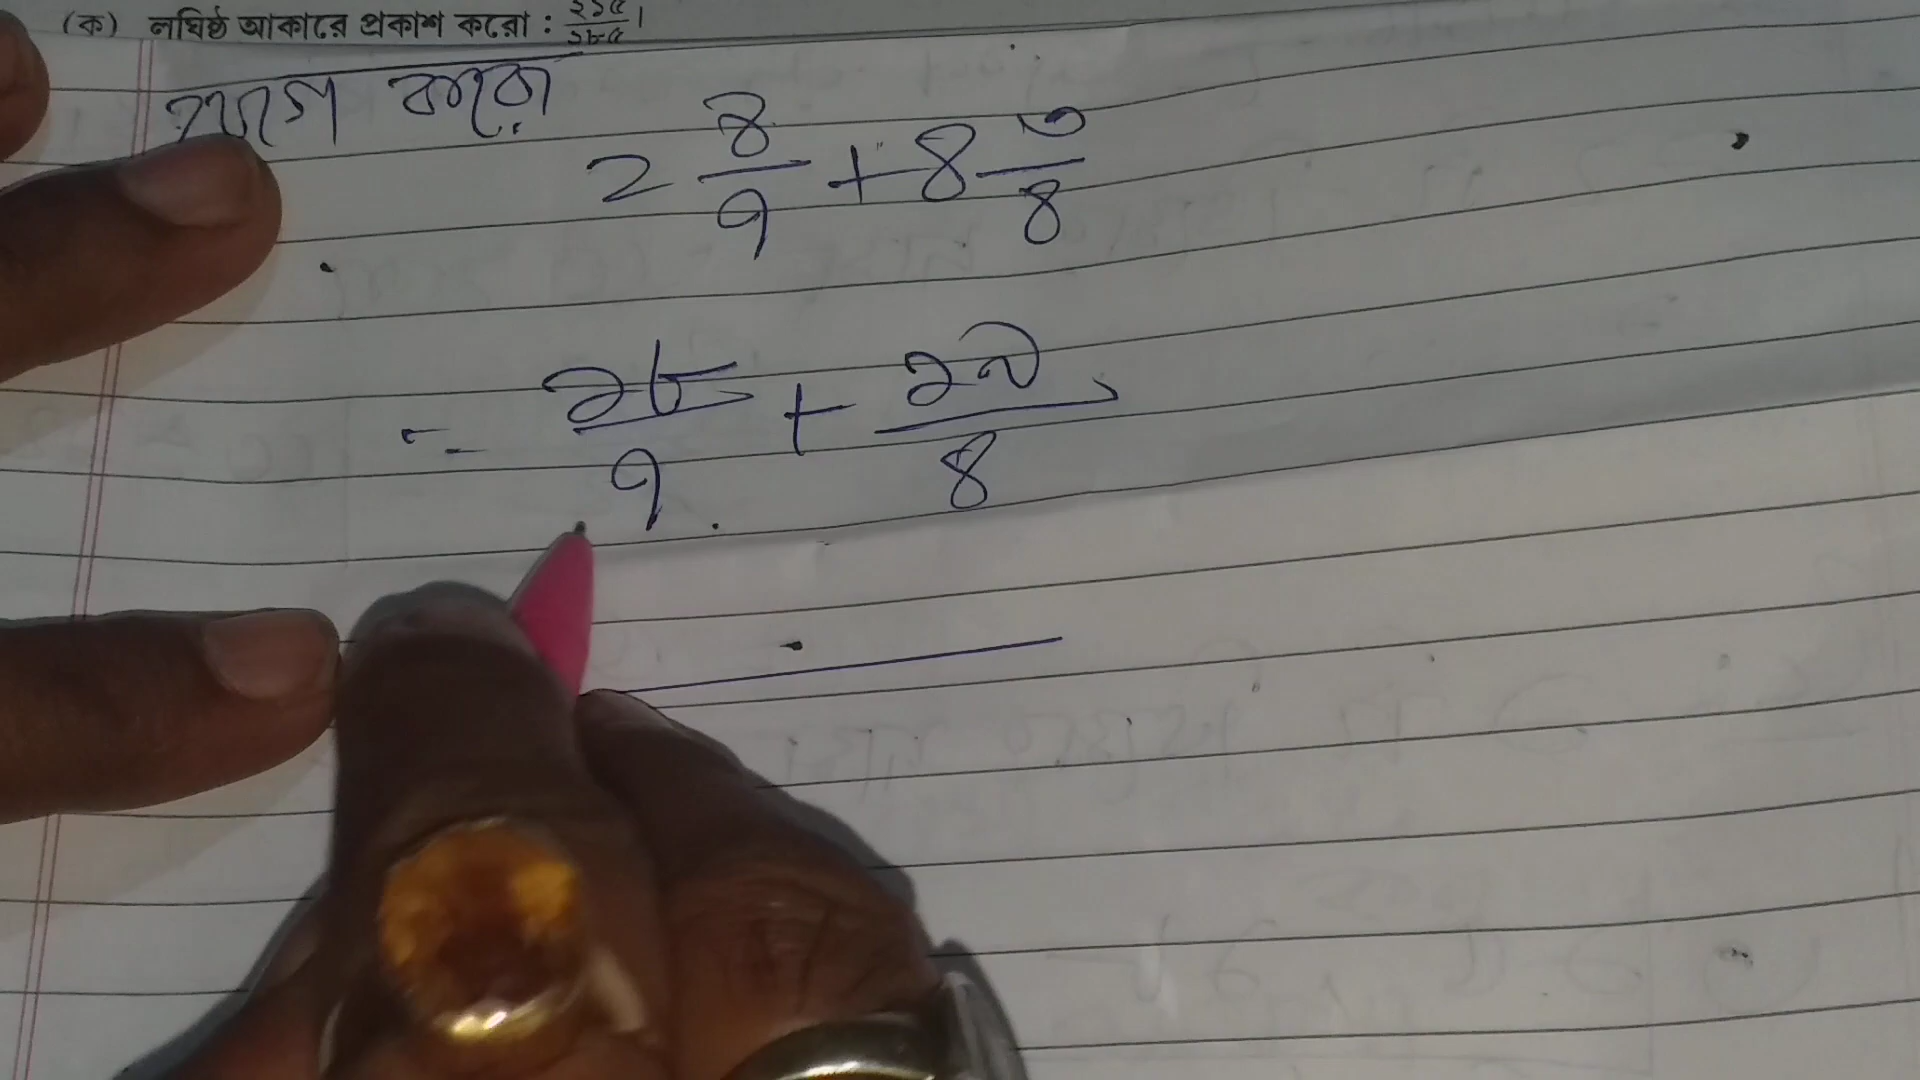 (ক) লঘিষ্ঠ আকারে প্রকাশ করো : ২১৫/১৮৫ ।
যোগ করো
২ ৪/৭ + ৪ ৩/৪
= ১৮/৭ + ১৯/৪